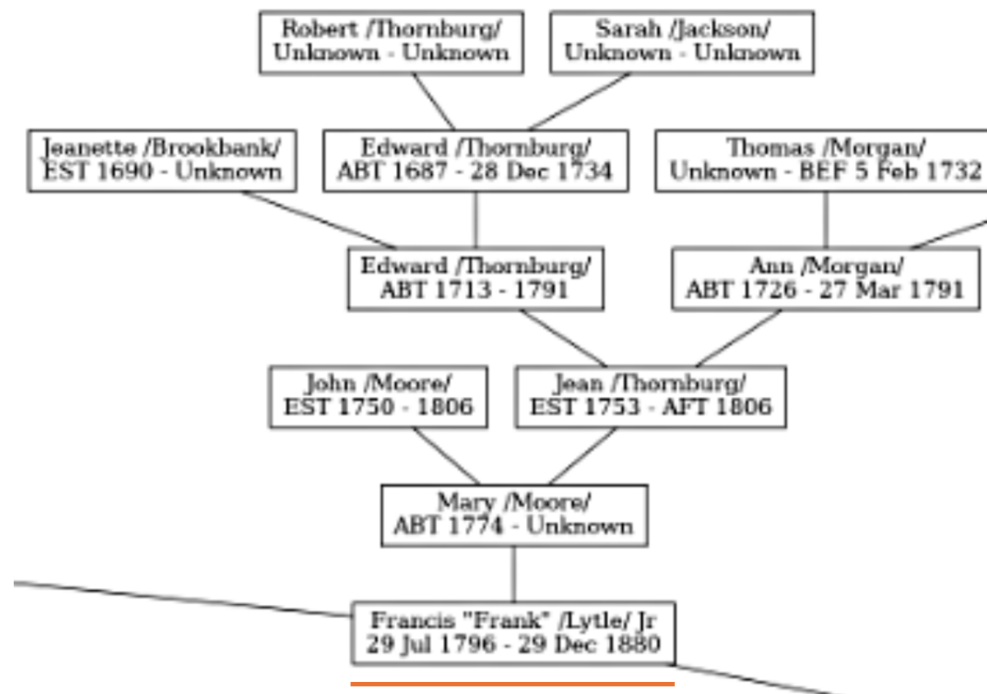 Robert /Thornburg/
Unknown - Unknown
Sarah /Jackson/
Unknown - Unknown
Jeanette /Brookbank/
EST 1690 - Unknown
Edward /Thornburg/
ABT 1687 - 28 Dec 1734
Thomas /Morgan/
Unknown - BEF 5 Feb 1732
Edward /Thornburg/
ABT 1713 - 1791
Ann /Morgan/
ABT 1726 - 27 Mar 1791
John /Moore/
EST 1750 - 1806
Jean /Thornburg/
EST 1753 - AFT 1806
Mary /Moore/
ABT 1774 - Unknown
Francis "Frank" /Lytle/ Jr
29 Jul 1796 - 29 Dec 1880